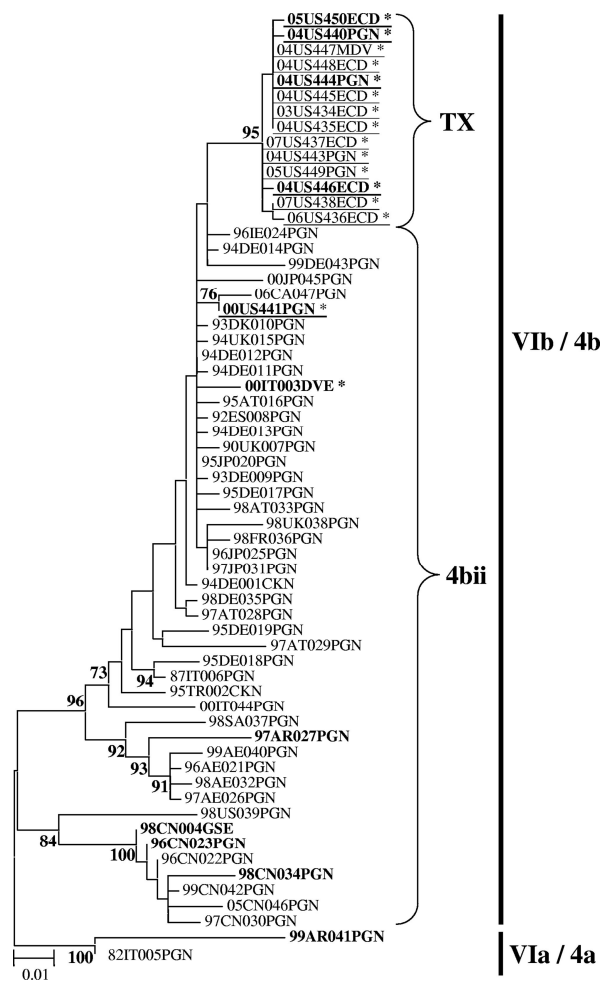 05US450ECD *
04US440PGN *
04US447MDV *
04US448ECD *
04US444PGN *
04US445ECD *
03US434ECD *
04US435ECD *
TX
95
07US437ECD *
04US443PGN *
05US449PGN *
04US446ECD *
07US438ECD *
06US436ECD *
96IE024PGN
94DE014PGN
99DE043PGN
00JP045PGN
76
06CA047PGN
00US441PGN *
93DK010PGN
94UK015PGN
VIb / 4b
94DE012PGN
94DE011PGN
00IT003DVE *
95AT016PGN
92ES008PGN
94DE013PGN
90UK007PGN
95JP020PGN
93DE009PGN
95DE017PGN
98AT033PGN
98UK038PGN
98FR036PGN
96JP025PGN
97JP031PGN
4bii
94DE001CKN
98DE035PGN
97AT028PGN
95DE019PGN
97AT029PGN
95DE018PGN
73
94
87IT006PGN
95TR002CKN
96
00IT044PGN
98SA037PGN
97AR027PGN
92
99AE040PGN
93
96AE021PGN
91
98AE032PGN
97AE026PGN
98US039PGN
98CN004GSE
84
96CN023PGN
100
96CN022PGN
98CN034PGN
99CN042PGN
05CN046PGN
97CN030PGN
99AR041PGN
100
82IT005PGN
VIa / 4a
0.01